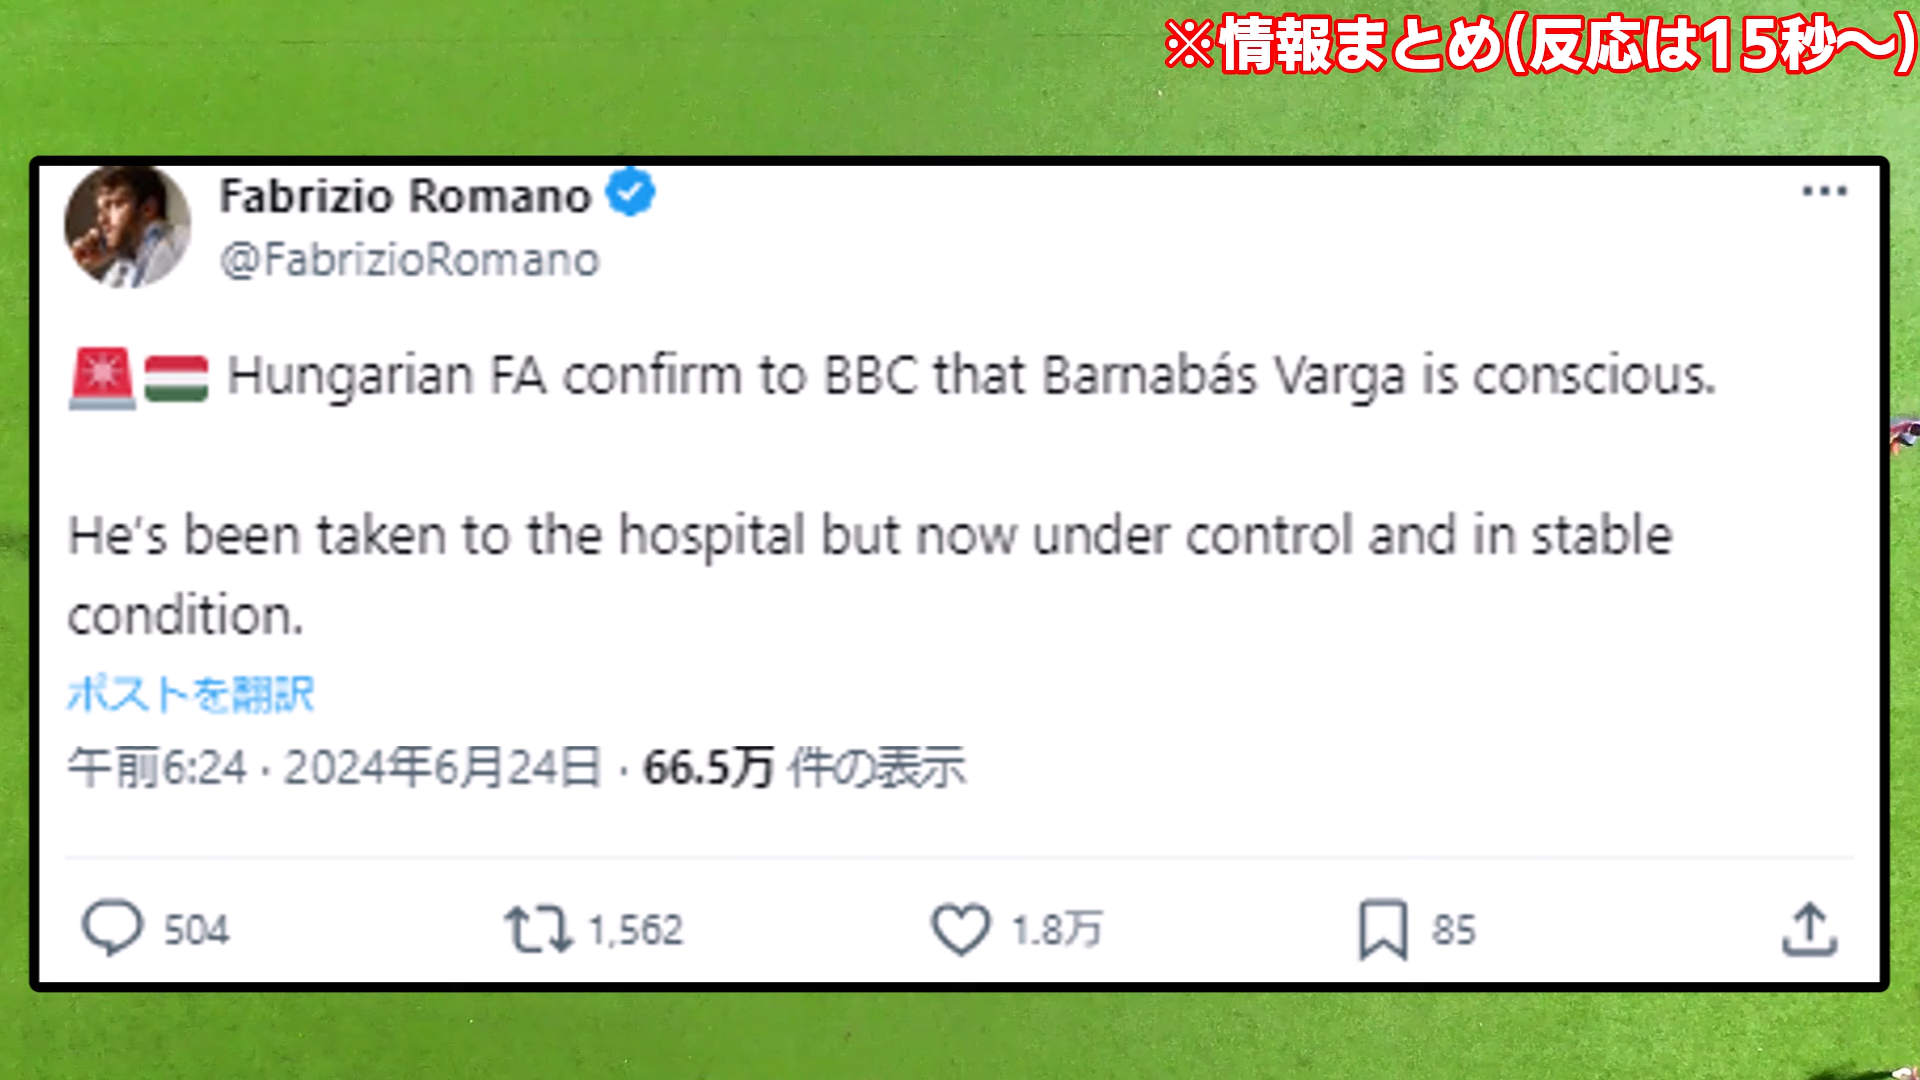 ※情報まとめ(反応は15秒～)
Fabrizio Romano
@FabrizioRomano
Hungarian FA confirm to BBC that Barnabás Varga is conscious.
He's been taken to the hospital but now under control and in stable
condition.
ポストを翻訳
午前6:24 · 2024年6月24日 · 66.5万 件の表示
504 1,562 1.8万 85